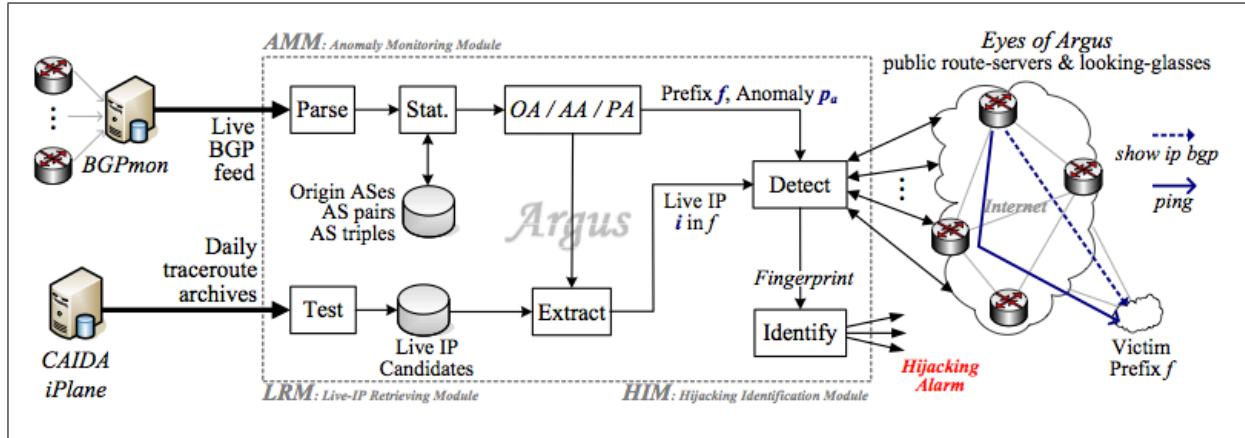 AMM: Anomaly Monitoring Module
Eyes of Argus
public route-servers & looking-glasses
BGPmon
Live
BGP
feed
Parse
Stat.
OA / AA / PA
Prefix f, Anomaly pa
Origin ASes
AS pairs
AS triples
Argus
Detect
Live IP
i in f
Internet
show ip bgp
ping
Daily
traceroute
archives
CAIDA
iPlane
Test
Live IP
Candidates
Extract
Fingerprint
Identify
Hijacking
Alarm
Victim
Prefix f
LRM: Live-IP Retrieving Module
HIM: Hijacking Identification Module